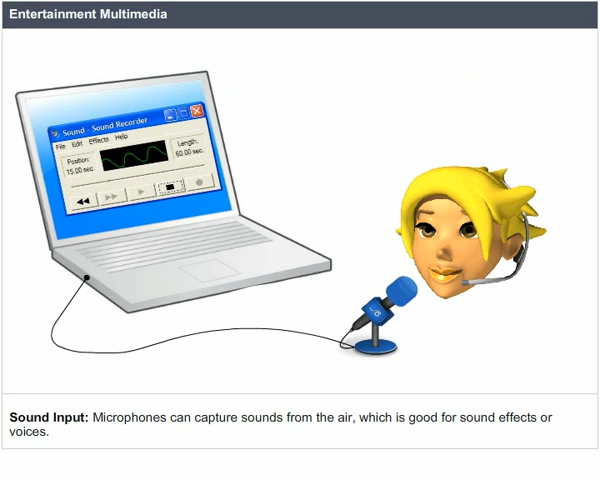 Entertainment Multimedia
Sound - Sound Recorder
File Edit Effects Help
Position:
15.00 sec.
Length:
60.00 sec.
Sound Input: Microphones can capture sounds from the air, which is good for sound effects or
voices.